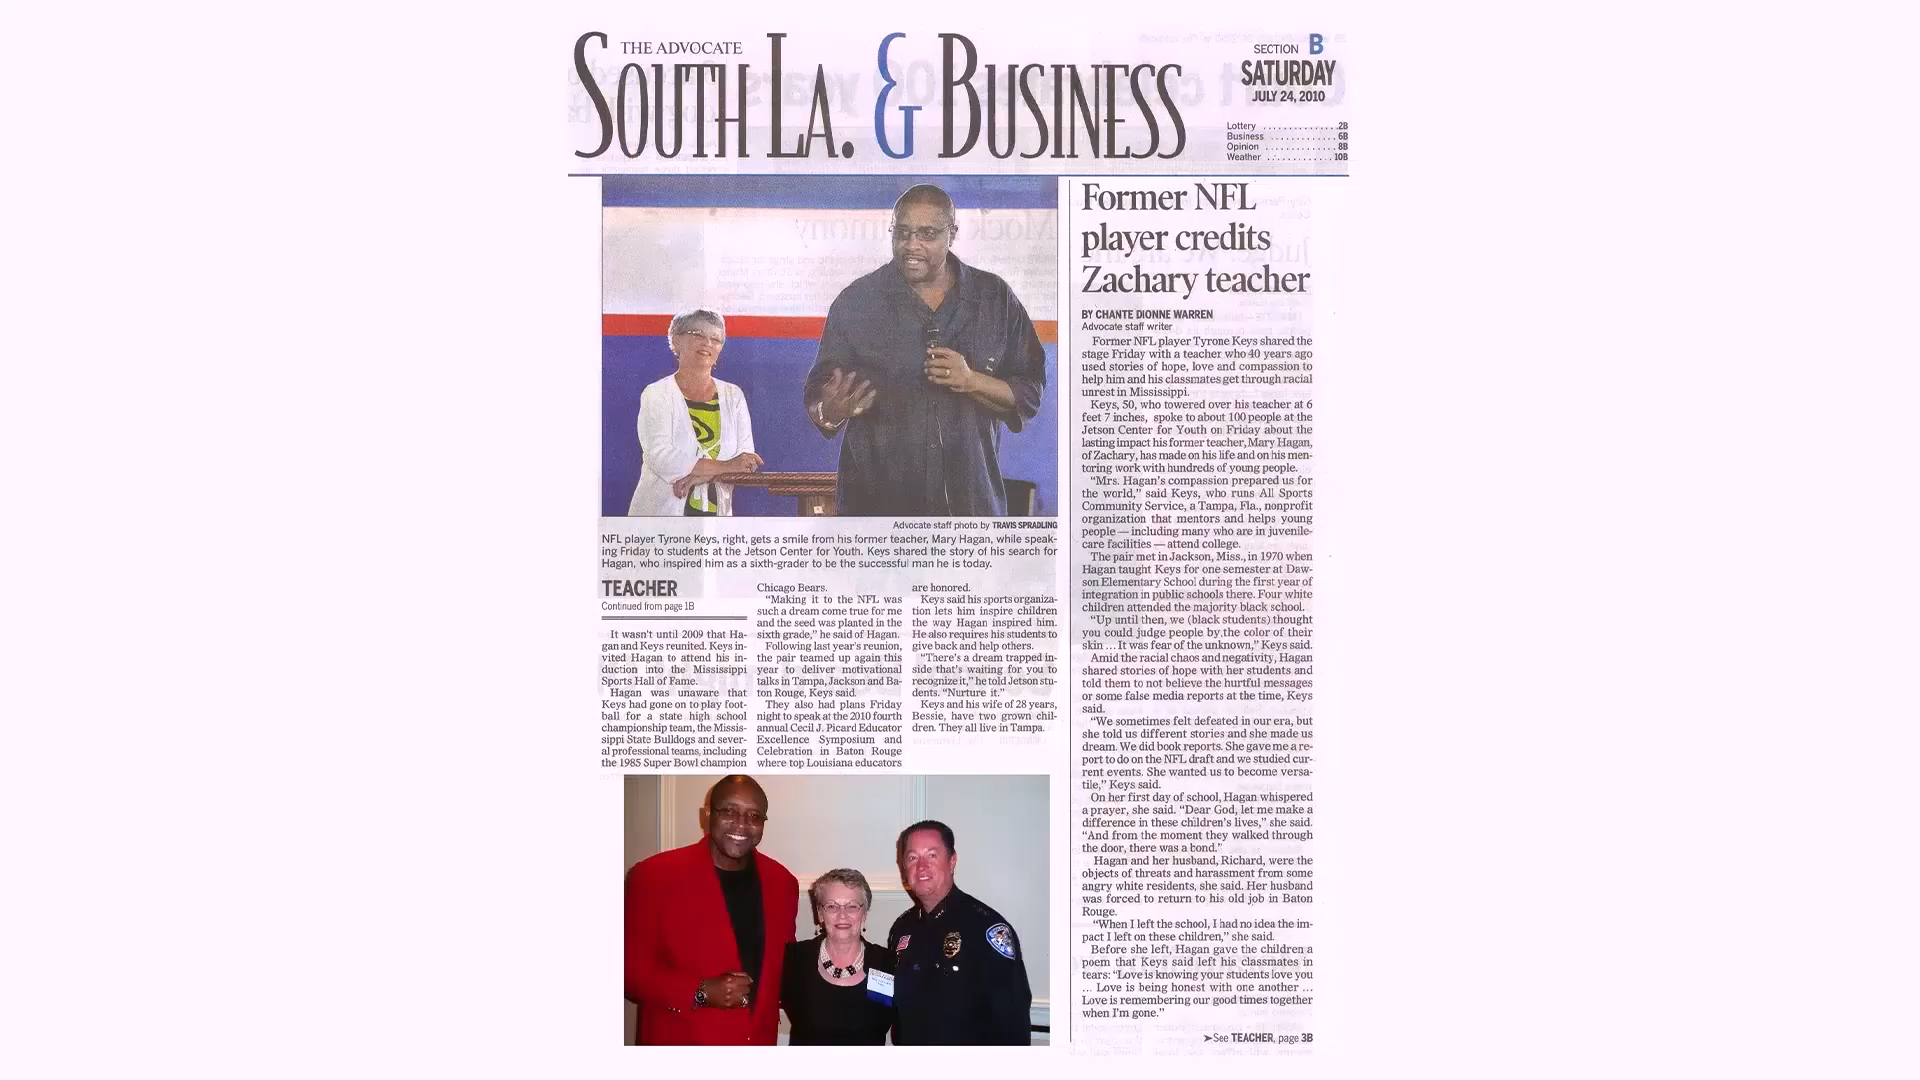 THE ADVOCATE
SOUTH LA. & BUSINESS
SECTION B
SATURDAY
JULY 24, 2010
Lottery ...............2B
Business .............6B
Opinion ..............8B
Weather .............10B
Advocate staff photo by TRAVIS SPRADLING
NFL player Tyrone Keys, right, gets a smile from his former teacher, Mary Hagan, while speak-
ing Friday to students at the Jetson Center for Youth. Keys shared the story of his search for
Hagan, who inspired him as a sixth-grader to be the successful man he is today.
Former NFL
player credits
Zachary teacher
BY CHANTE DIONNE WARREN
Advocate staff writer
Former NFL player Tyrone Keys shared the
stage Friday with a teacher who 40 years ago
used stories of hope, love and compassion to
help him and his classmates get through racial
unrest in Mississippi.
Keys, 50, who towered over his teacher at 6
feet 7 inches, spoke to about 100 people at the
Jetson Center for Youth on Friday about the
lasting impact his former teacher, Mary Hagan,
of Zachary, has made on his life and on his men-
toring work with hundreds of young people.
“Mrs. Hagan’s compassion prepared us for
the world,” said Keys, who runs All Sports
Community Service, a Tampa, Fla., nonprofit
organization that mentors and helps young
people — including many who are in juvenile-
care facilities — attend college.
The pair met in Jackson, Miss., in 1970 when
Hagan taught Keys for one semester at Daw-
son Elementary School during the first year of
integration in public schools there. Four white
children attended the majority black school.
“Up until then, we (black students) thought
you could judge people by the color of their
skin ... It was fear of the unknown,” Keys said.
Amid the racial chaos and negativity, Hagan
shared stories of hope with her students and
told them to not believe the hurtful messages
or some false media reports at the time, Keys
said.
“We sometimes felt defeated in our era, but
she told us different stories and she made us
dream. We did book reports. She gave me a re-
port to do on the NFL draft and we studied cur-
rent events. She wanted us to become versa-
tile,” Keys said.
On her first day of school, Hagan whispered
a prayer, she said. “Dear God, let me make a
difference in these children’s lives,” she said.
“And from the moment they walked through
the door, there was a bond.”
Hagan and her husband, Richard, were the
objects of threats and harassment from some
angry white residents, she said. Her husband
was forced to return to his old job in Baton
Rouge.
“When I left the school, I had no idea the im-
pact I left on these children,” she said.
Before she left, Hagan gave the children a
poem that Keys said left his classmates in
tears: “Love is knowing your students love you
... Love is being honest with one another ...
Love is remembering our good times together
when I’m gone.”
➤See TEACHER, page 3B
TEACHER
Continued from page 1B
It wasn’t until 2009 that Ha-
gan and Keys reunited. Keys in-
vited Hagan to attend his in-
duction into the Mississippi
Sports Hall of Fame.
Hagan was unaware that
Keys had gone on to play foot-
ball for a state high school
championship team, the Missis-
sippi State Bulldogs and sever-
al professional teams, including
the 1985 Super Bowl champion
Chicago Bears.
“Making it to the NFL was
such a dream come true for me
and the seed was planted in the
sixth grade,” he said of Hagan.
Following last year’s reunion,
the pair teamed up again this
year to deliver motivational
talks in Tampa, Jackson and Ba-
ton Rouge, Keys said.
They also had plans Friday
night to speak at the 2010 fourth
annual Cecil J. Picard Educator
Excellence Symposium and
Celebration in Baton Rouge
where top Louisiana educators
are honored.
Keys said his sports organiza-
tion lets him inspire children
the way Hagan inspired him.
He also requires his students to
give back and help others.
“There’s a dream trapped in-
side that’s waiting for you to
recognize it,” he told Jetson stu-
dents. “Nurture it.”
Keys and his wife of 28 years,
Bessie, have two grown chil-
dren. They all live in Tampa.